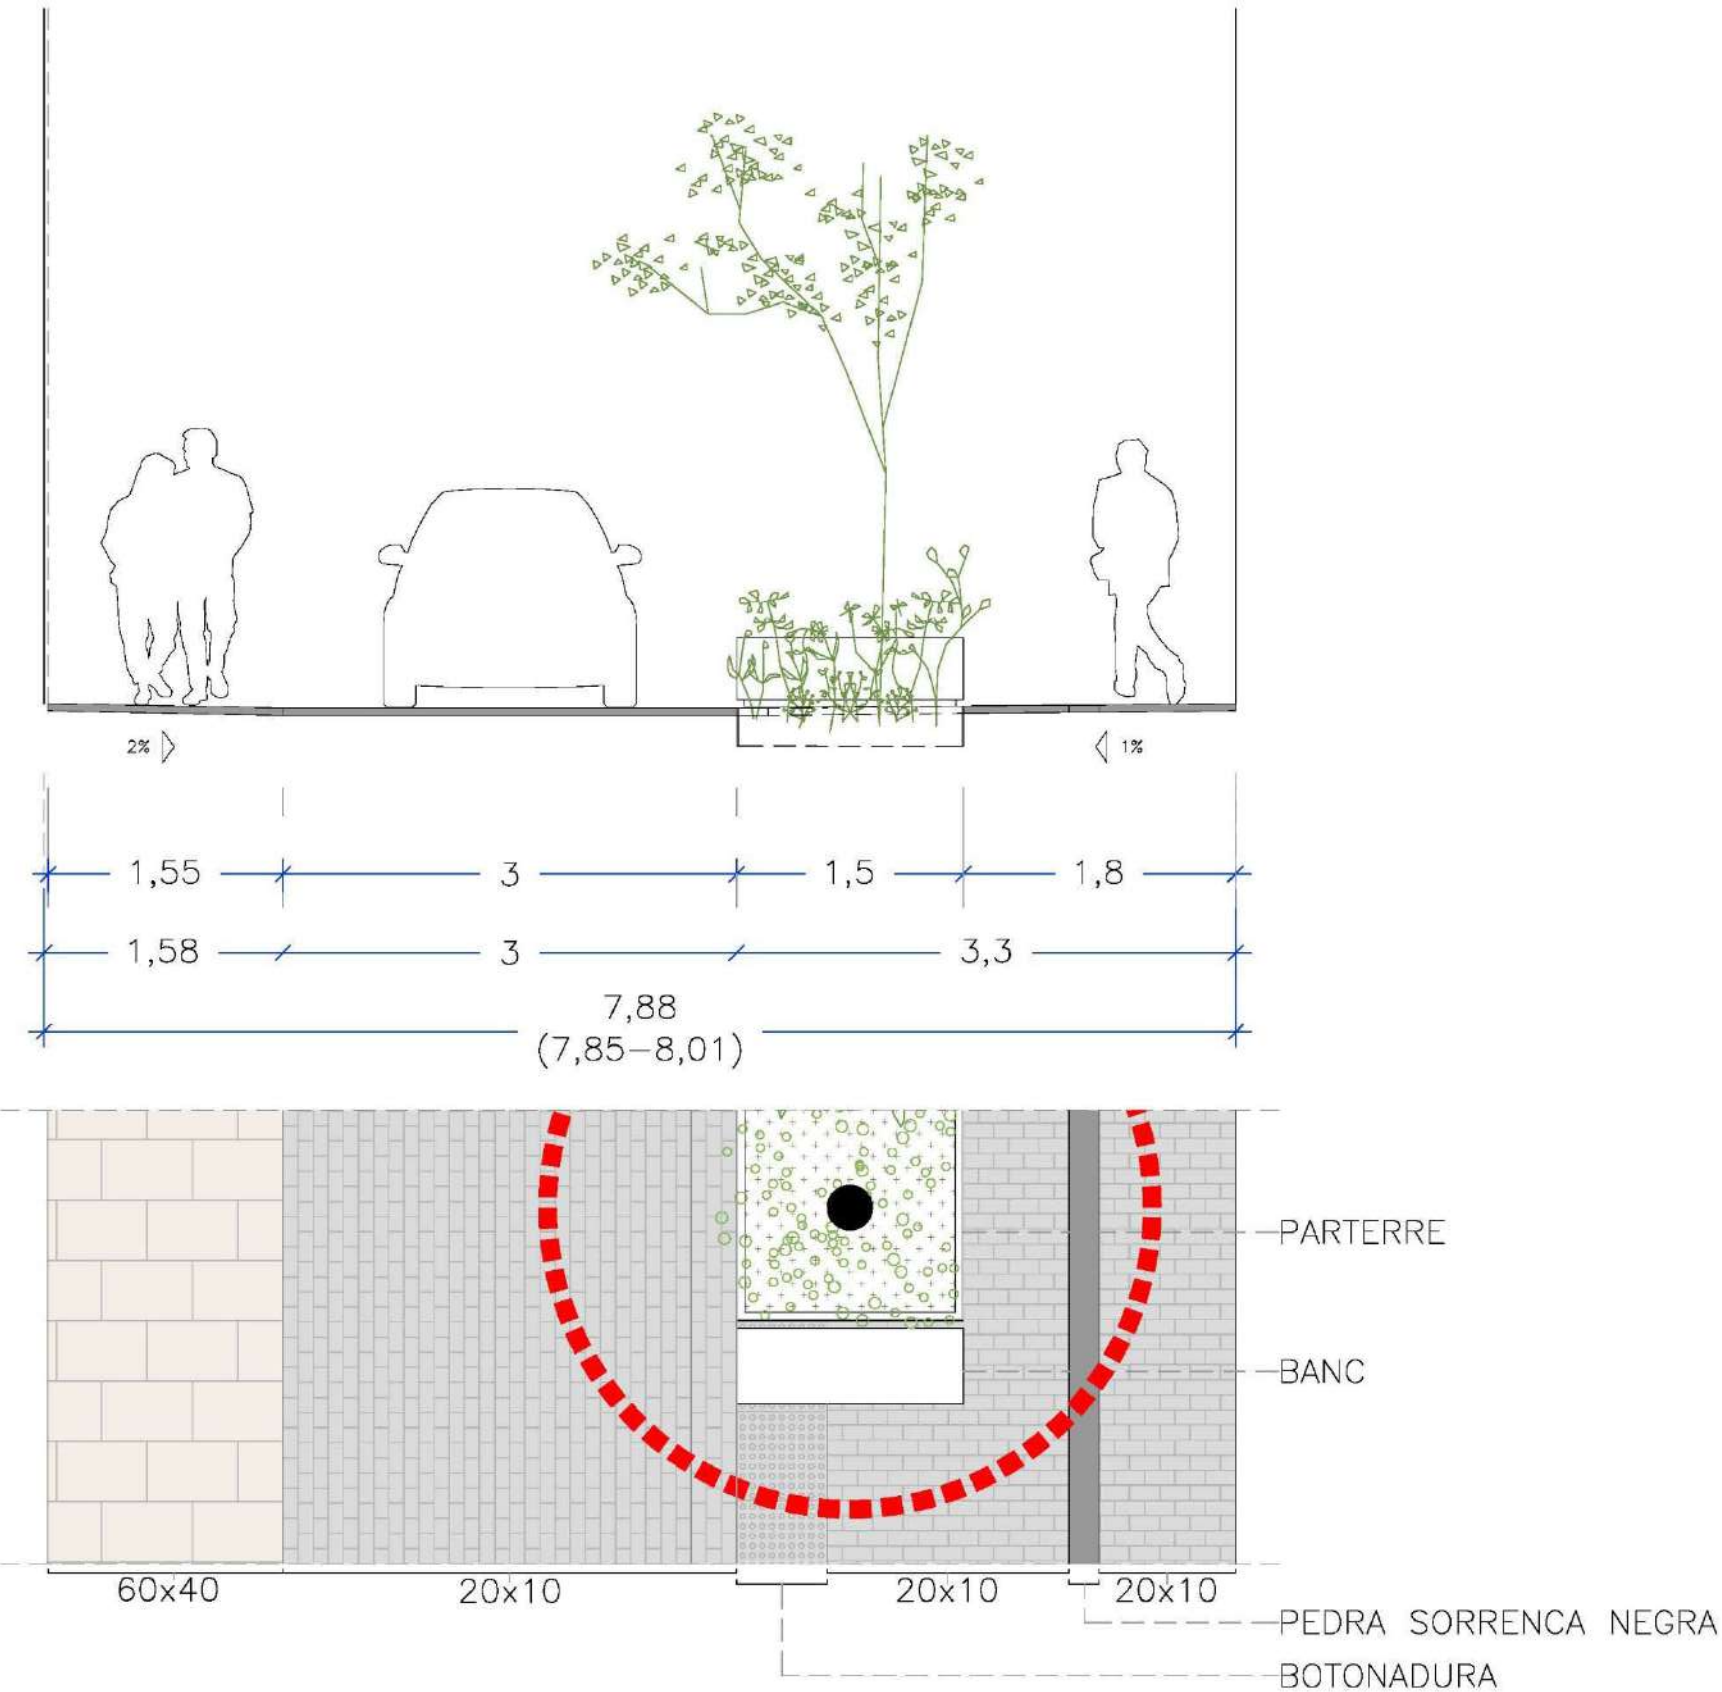 2% 1%
1,55 3 1,5 1,8
1,58 3 3,3
7,88
(7,85–8,01)
PARTERRE
BANC
60x40 20x10 20x10 20x10
PEDRA SORRENCA NEGRA
BOTONADURA